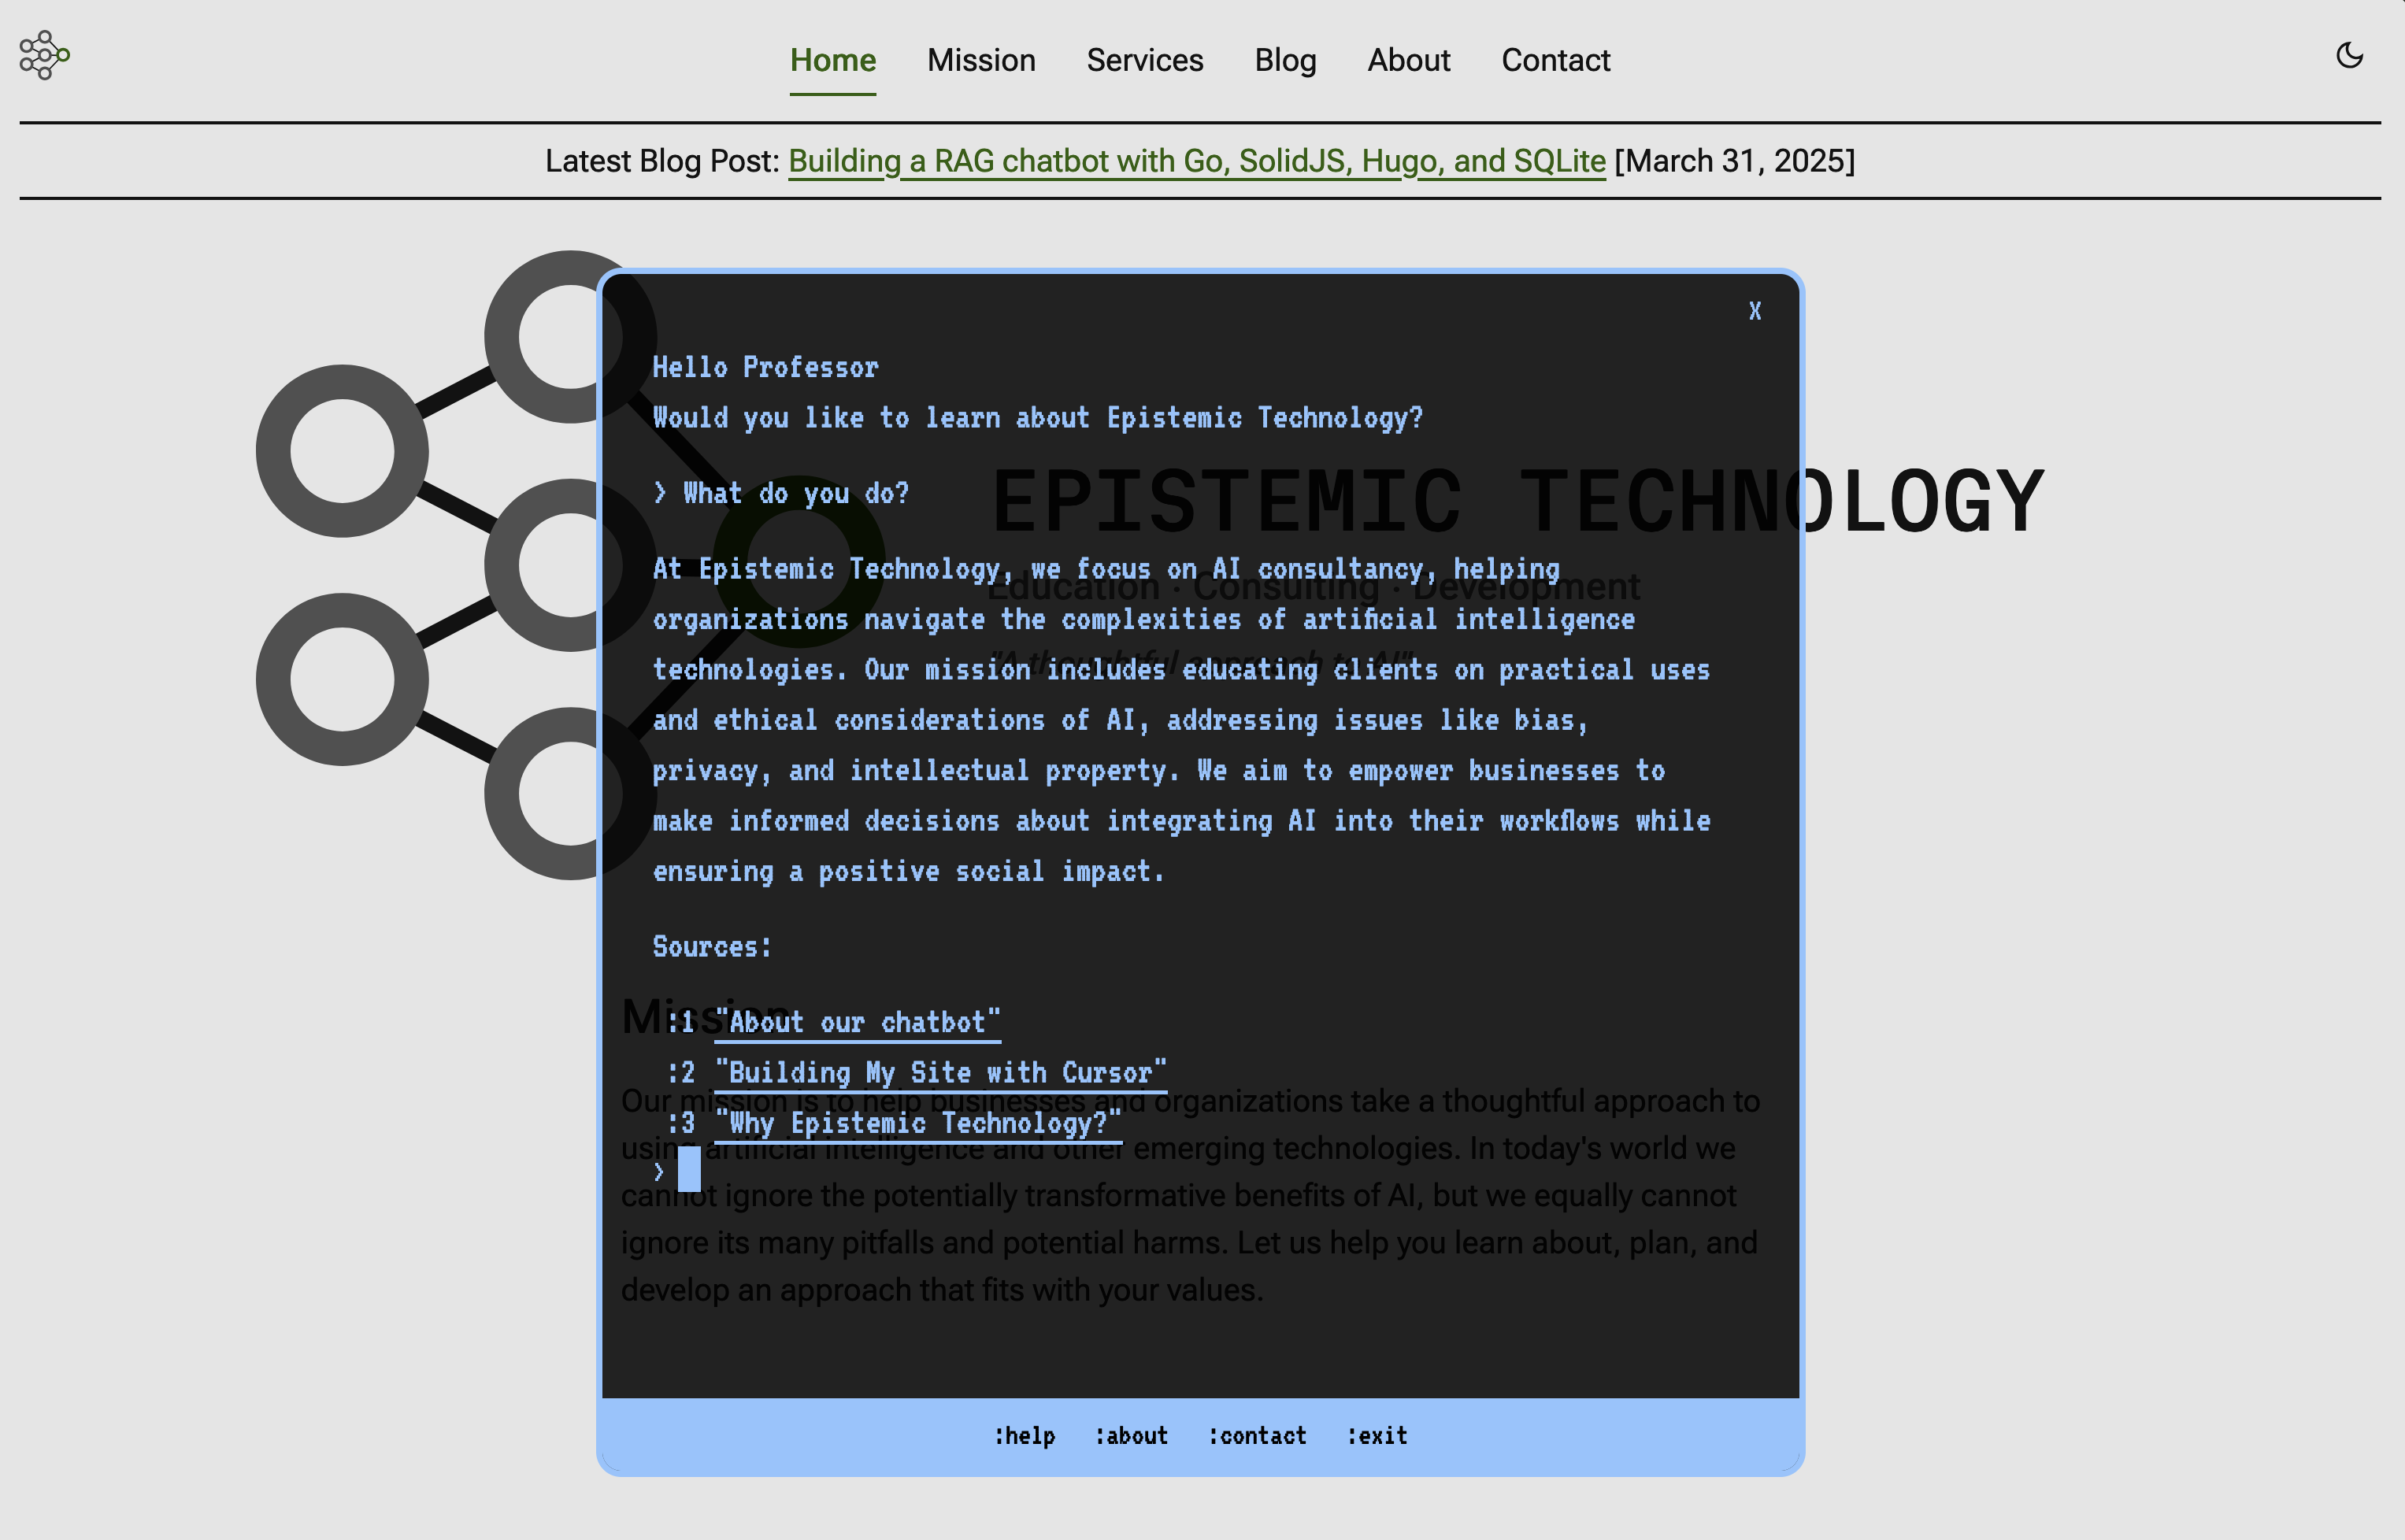 Home Mission Services Blog About Contact
Latest Blog Post: Building a RAG chatbot with Go, SolidJS, Hugo, and SQLite [March 31, 2025]
X
Hello Professor
Would you like to learn about Epistemic Technology?
> What do you do?
At Epistemic Technology, we focus on AI consultancy, helping
organizations navigate the complexities of artificial intelligence
technologies. Our mission includes educating clients on practical uses
and ethical considerations of AI, addressing issues like bias,
privacy, and intellectual property. We aim to empower businesses to
make informed decisions about integrating AI into their workflows while
ensuring a positive social impact.
Sources:
:1 "About our chatbot"
:2 "Building My Site with Cursor"
:3 "Why Epistemic Technology?"
>
:help :about :contact :exit
EPISTEMIC TECHNOLOGY
Education · Consulting · Development
"A thoughtful approach to AI"
Mission
Our mission is to help businesses and organizations take a thoughtful approach to
using artificial intelligence and other emerging technologies. In today's world we
cannot ignore the potentially transformative benefits of AI, but we equally cannot
ignore its many pitfalls and potential harms. Let us help you learn about, plan, and
develop an approach that fits with your values.